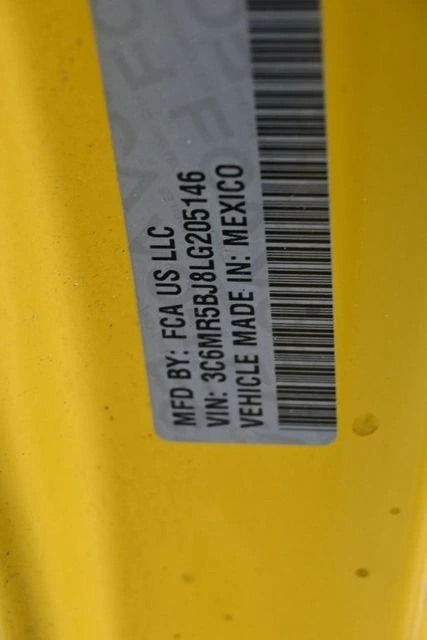 MFD BY: FCA US LLC
VIN: 3C6MR5BJ8LG205146
VEHICLE MADE IN: MEXICO